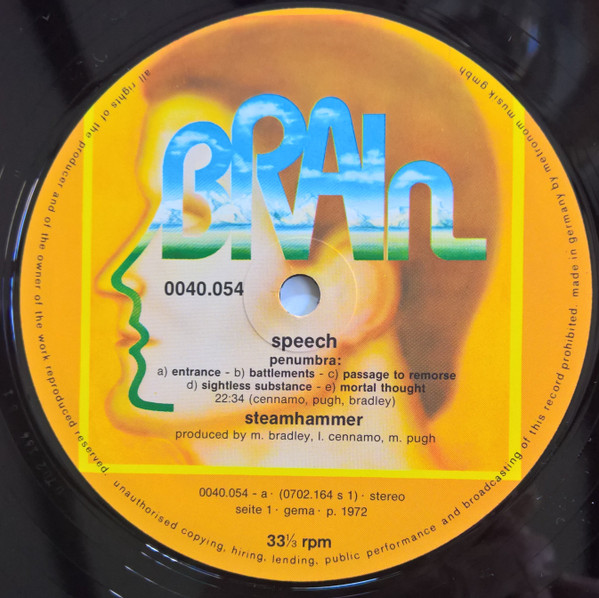 BRAIn
0040.054
speech
penumbra:
a) entrance - b) battlements - c) passage to remorse
d) sightless substance - e) mortal thought
22:34 (cennamo, pugh, bradley)
steamhammer
produced by m. bradley, l. cennamo, m. pugh
0040.054 - a · (0702.164 s 1) · stereo
seite 1 · gema · p. 1972
33⅓ rpm
all rights of the producer and of the owner of the work reproduced reserved. unauthorised copying, hiring, lending, public performance and broadcasting of this record prohibited. made in germany by metronom musik gmbh